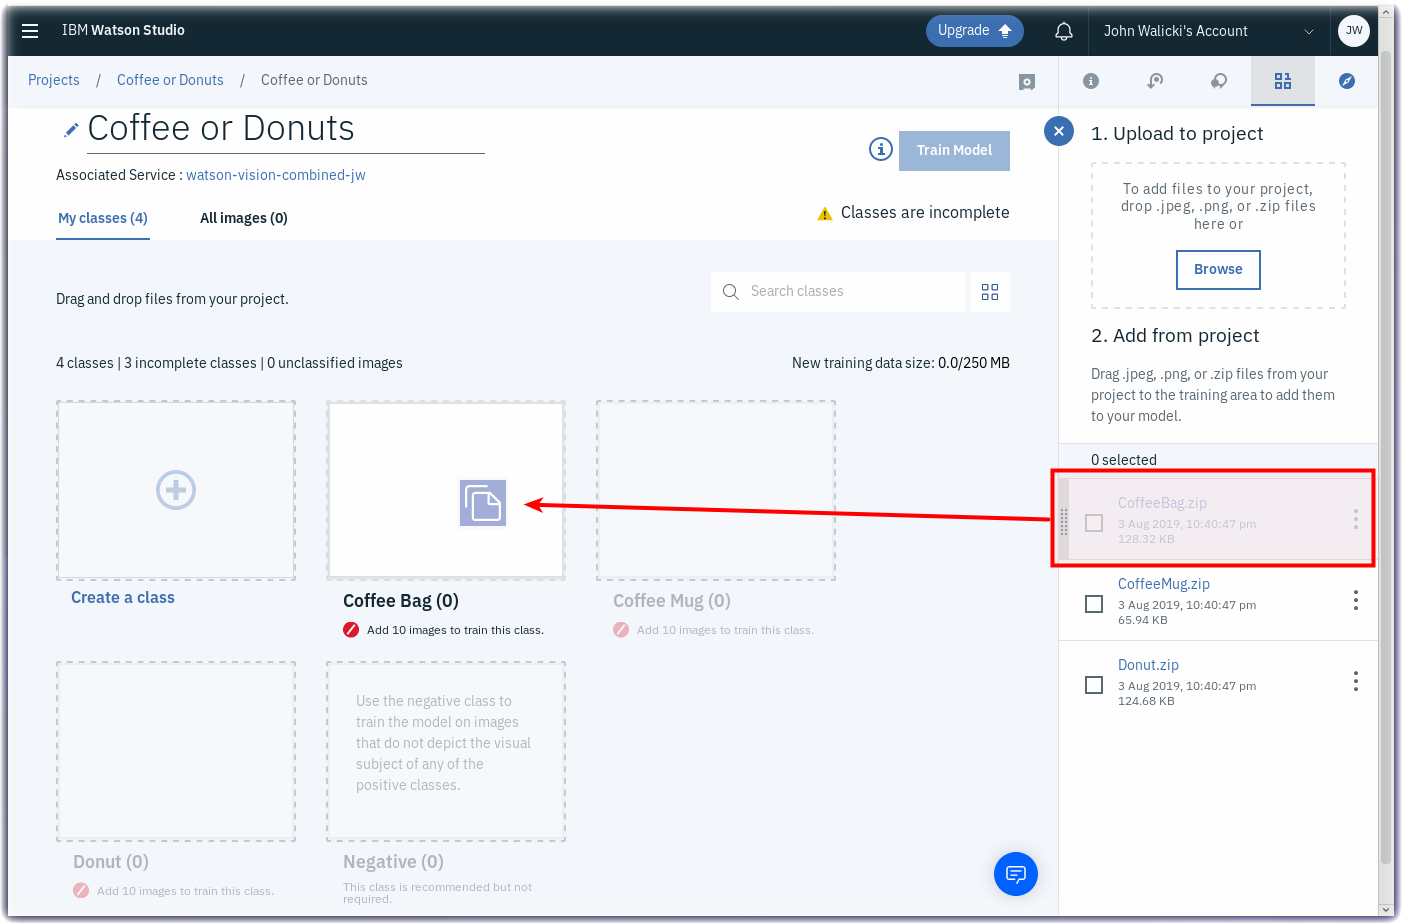 IBM Watson Studio
Upgrade
John Walicki's Account
JW
Projects / Coffee or Donuts / Coffee or Donuts
Coffee or Donuts
Train Model
Associated Service : watson-vision-combined-jw
My classes (4)
All images (0)
Classes are incomplete
Drag and drop files from your project.
Search classes
4 classes | 3 incomplete classes | 0 unclassified images
New training data size: 0.0/250 MB
Create a class
Coffee Bag (0)
Add 10 images to train this class.
Coffee Mug (0)
Add 10 images to train this class.
Donut (0)
Add 10 images to train this class.
Use the negative class to
train the model on images
that do not depict the visual
subject of any of the
positive classes.
Negative (0)
This class is recommended but not
required.
1. Upload to project
To add files to your project,
drop .jpeg, .png, or .zip files
here or
Browse
2. Add from project
Drag .jpeg, .png, or .zip files from your
project to the training area to add them
to your model.
0 selected
CoffeeBag.zip
3 Aug 2019, 10:40:47 pm
128.32 KB
CoffeeMug.zip
3 Aug 2019, 10:40:47 pm
65.94 KB
Donut.zip
3 Aug 2019, 10:40:47 pm
124.68 KB